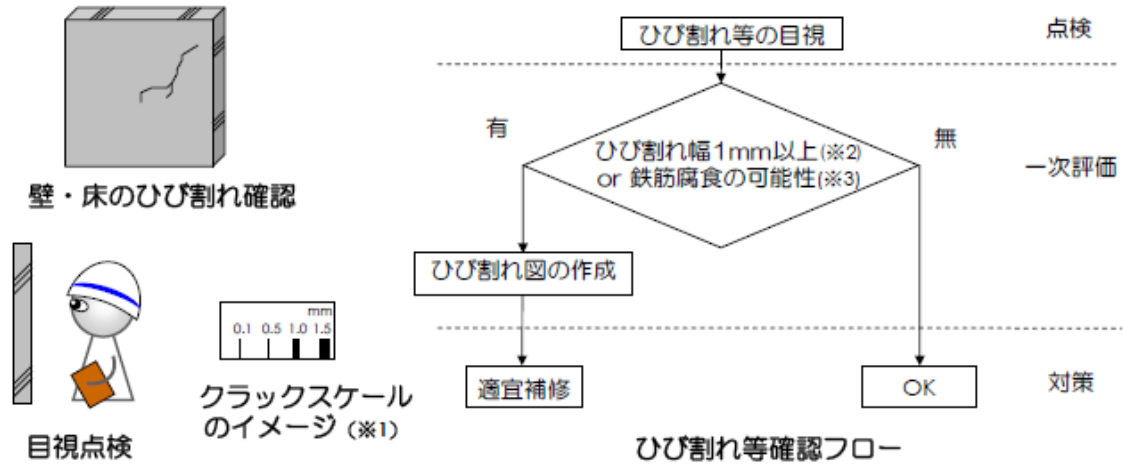 壁・床のひび割れ確認
目視点検
mm
0.1 0.5 1.0 1.5
クラックスケール
のイメージ (※1)
ひび割れ等の目視
点検
有
無
ひび割れ幅1mm以上(※2)
or 鉄筋腐食の可能性(※3)
一次評価
ひび割れ図の作成
適宜補修
OK
対策
ひび割れ等確認フロー